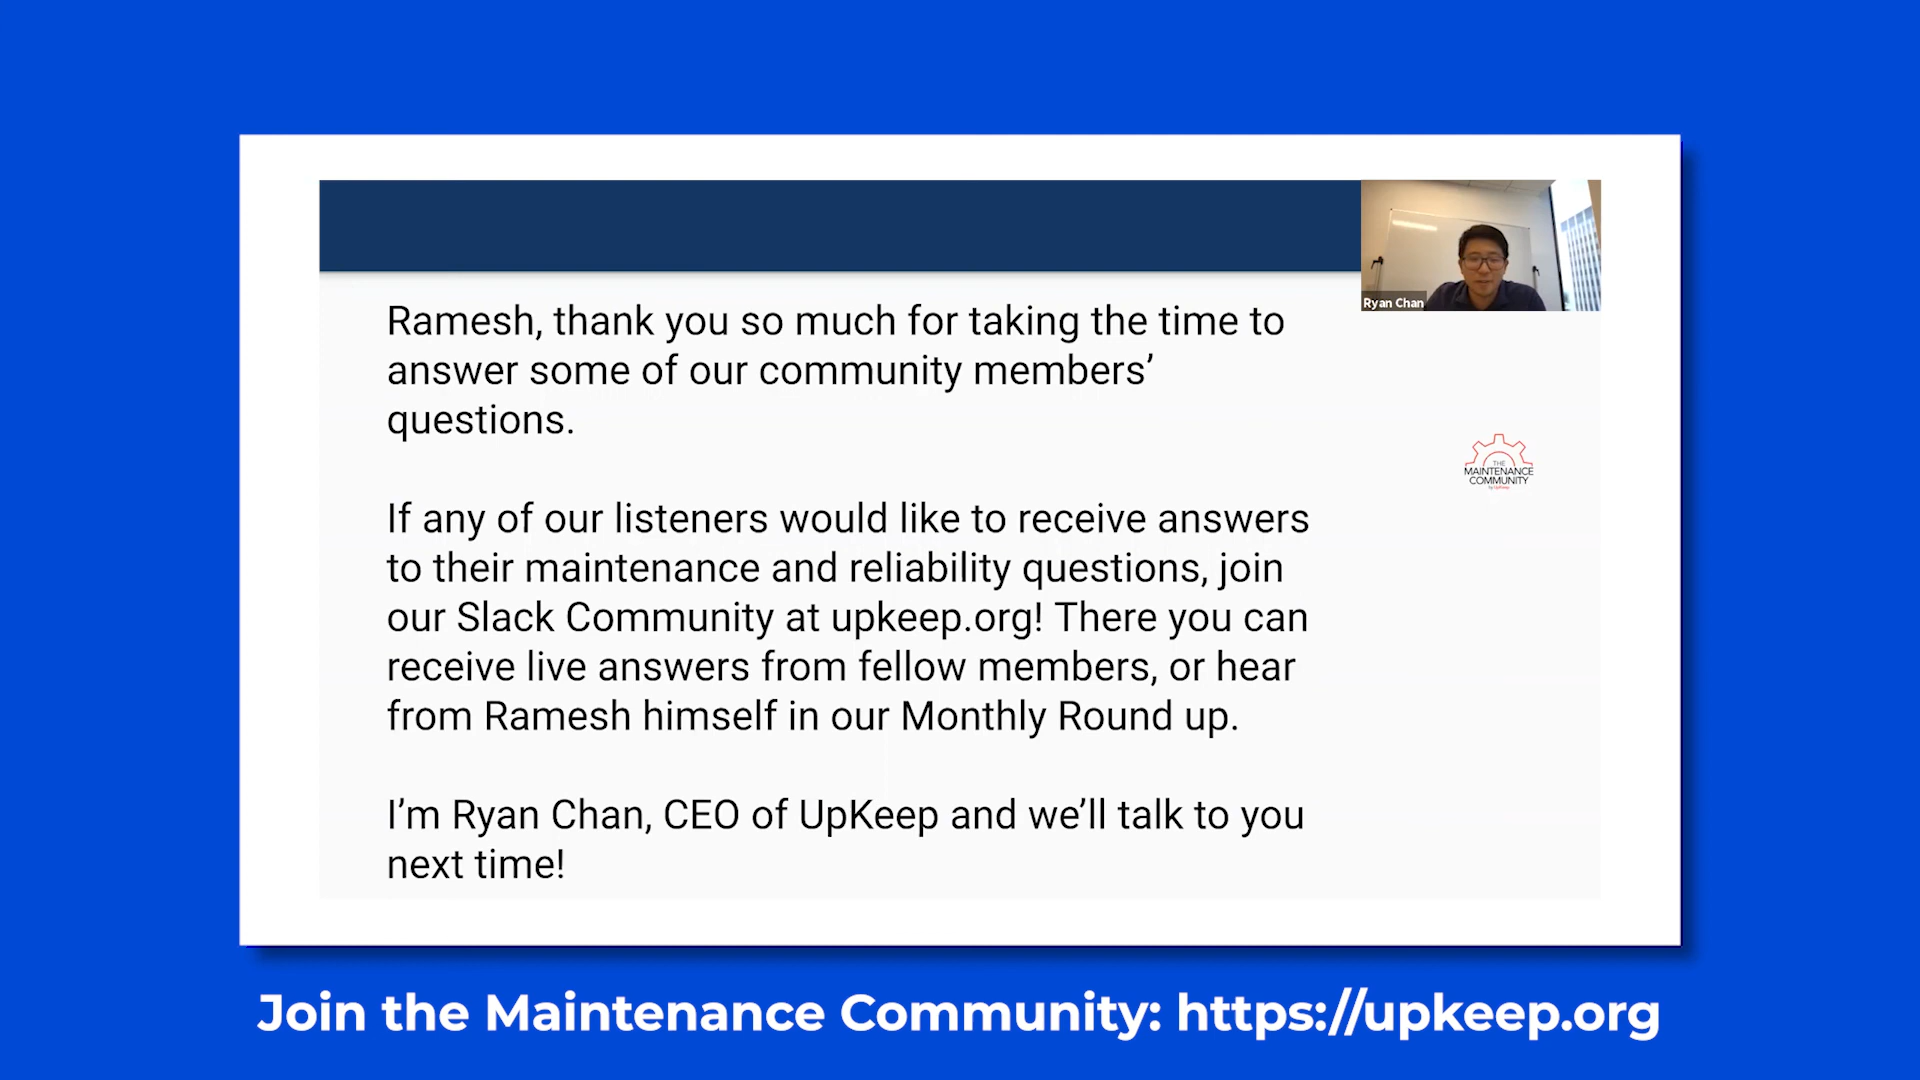 Ryan Chan
Ramesh, thank you so much for taking the time to
answer some of our community members’
questions.
THE
MAINTENANCE
COMMUNITY
by UpKeep
If any of our listeners would like to receive answers
to their maintenance and reliability questions, join
our Slack Community at upkeep.org! There you can
receive live answers from fellow members, or hear
from Ramesh himself in our Monthly Round up.
I’m Ryan Chan, CEO of UpKeep and we’ll talk to you
next time!
Join the Maintenance Community: https://upkeep.org